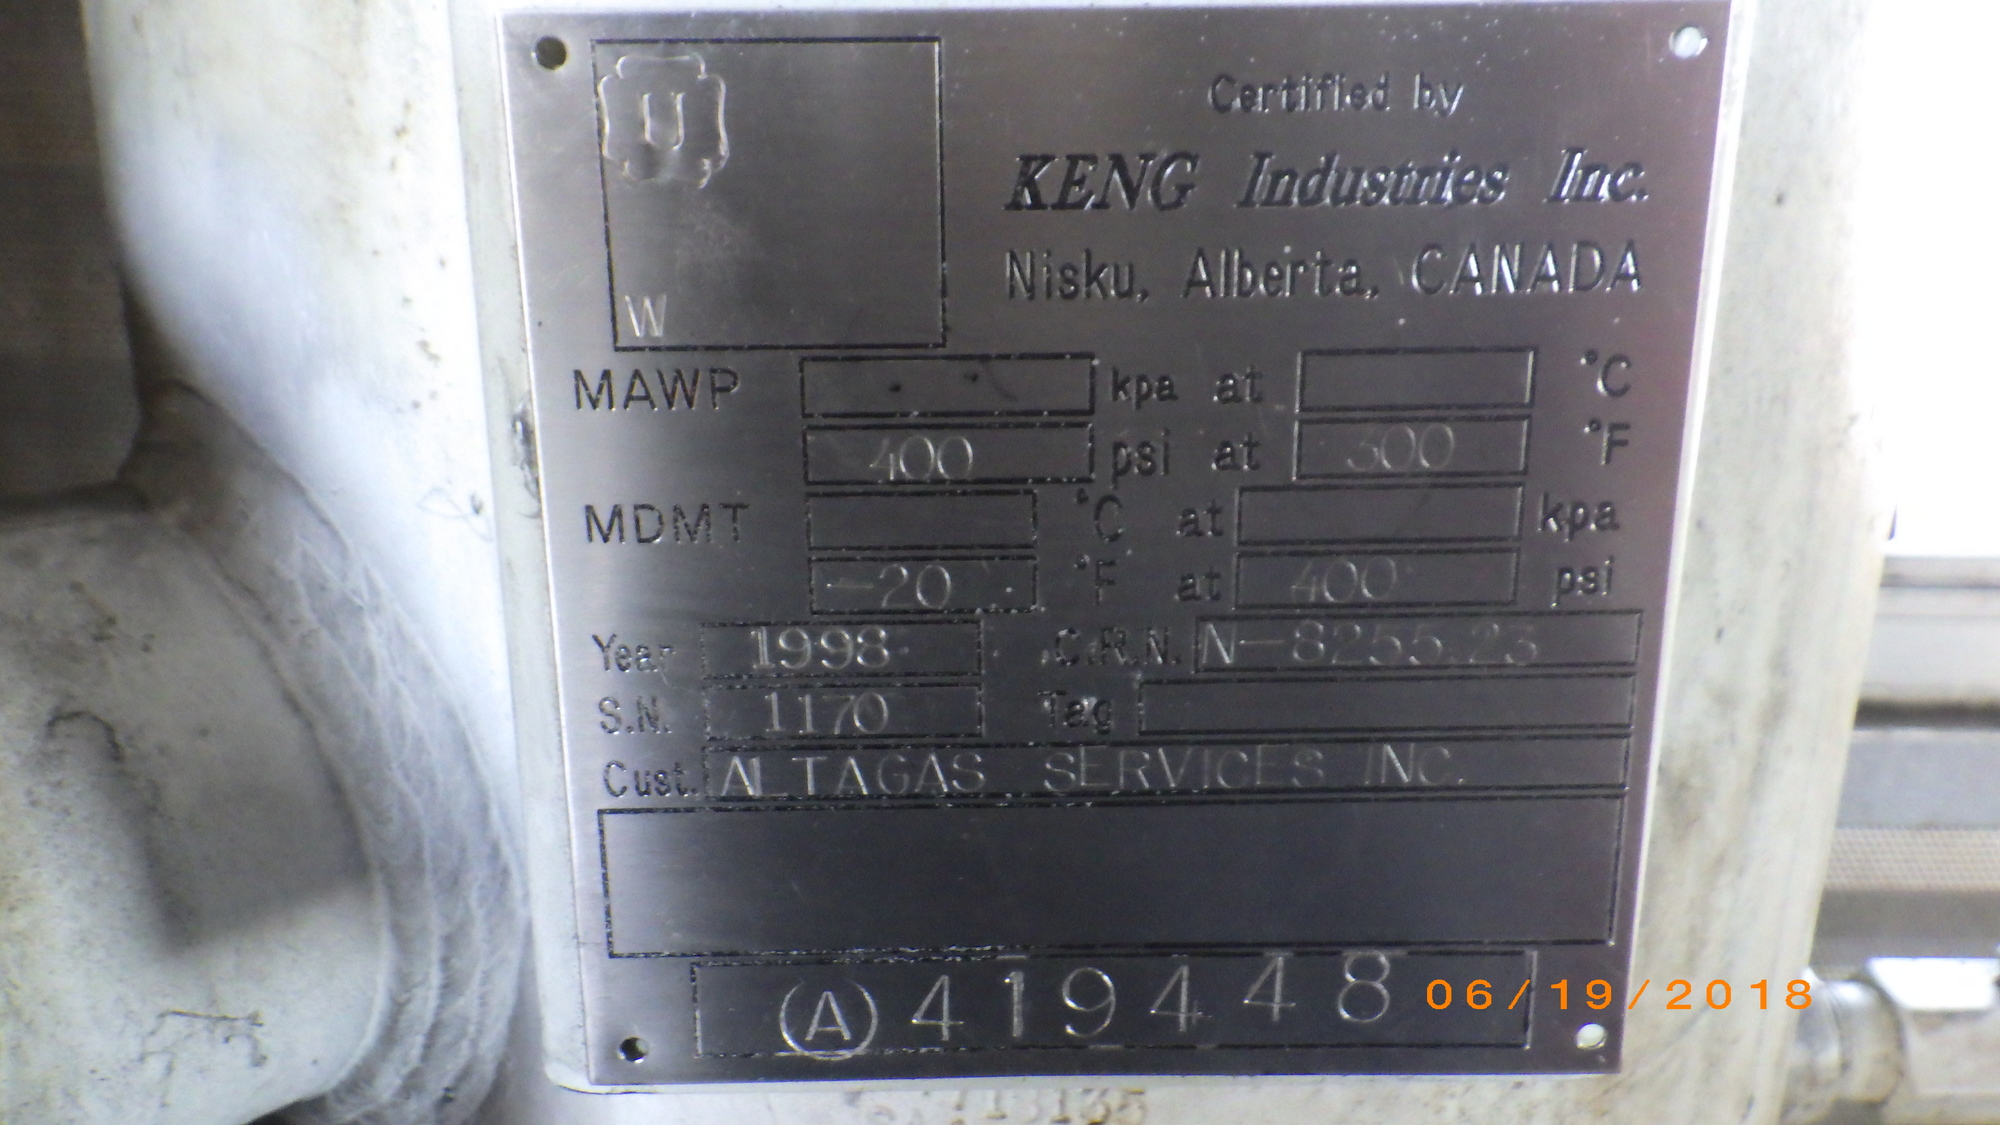 U
Certified by
KENG Industries Inc.
Nisku, Alberta, CANADA
W
MAWP kpa at °C
400 psi at 300 °F
MDMT °C at kpa
-20 °F at 400 psi
Year 1998 C.R.N. N-8255.23
S.N. 1170 Tag
Cust. ALTAGAS SERVICES INC.
(A) 419448
06/19/2018